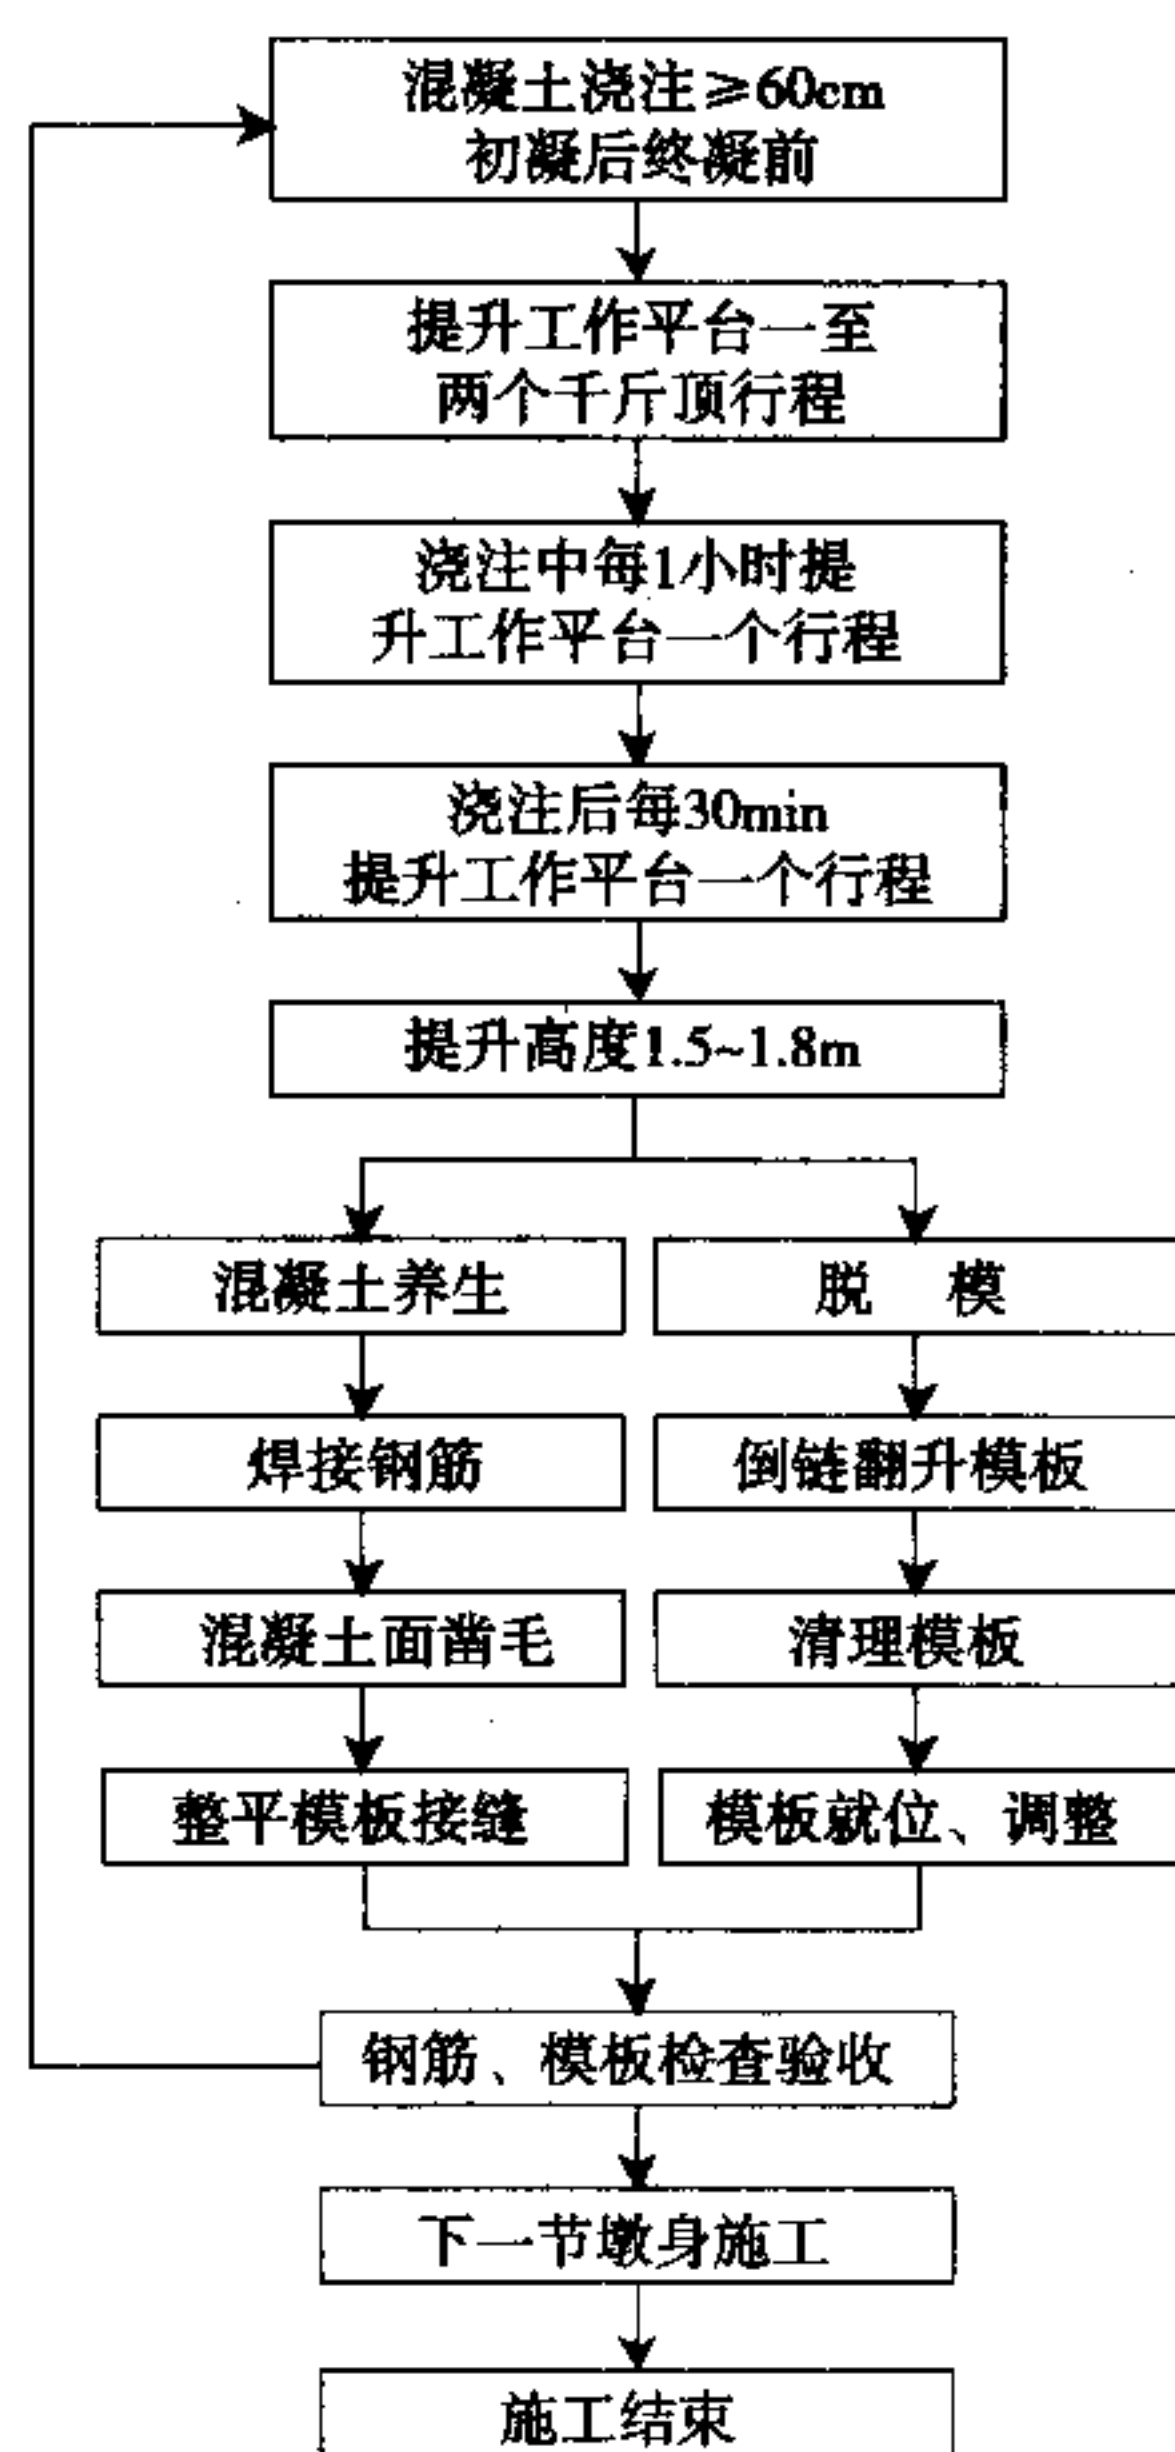 混凝土浇注≥60cm
初凝后终凝前
提升工作平台一至
两个千斤顶行程
浇注中每1小时提
升工作平台一个行程
浇注后每30min
提升工作平台一个行程
提升高度1.5~1.8m
混凝土养生
脱 模
焊接钢筋
倒链翻升模板
混凝土面凿毛
清理模板
整平模板接缝
模板就位、调整
钢筋、模板检查验收
下一节墩身施工
施工结束